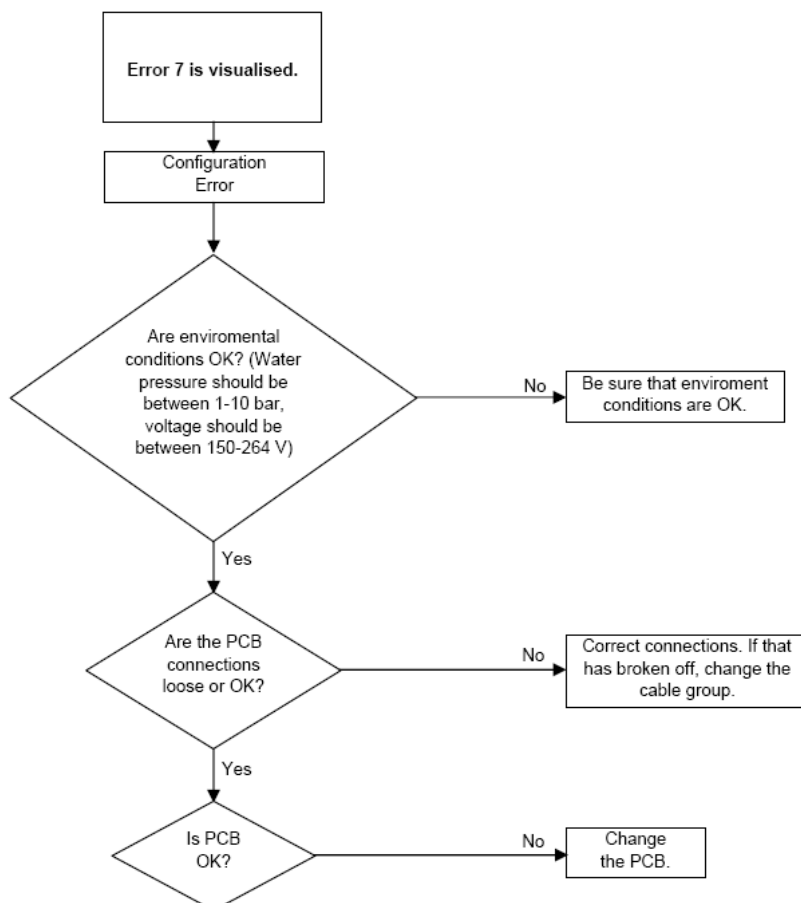 Error 7 is visualised.
Configuration
Error
Are enviromental
conditions OK? (Water
pressure should be
between 1-10 bar,
voltage should be
between 150-264 V)
No
Be sure that enviroment
conditions are OK.
Yes
Are the PCB
connections
loose or OK?
No
Correct connections. If that
has broken off, change the
cable group.
Yes
Is PCB
OK?
No
Change
the PCB.